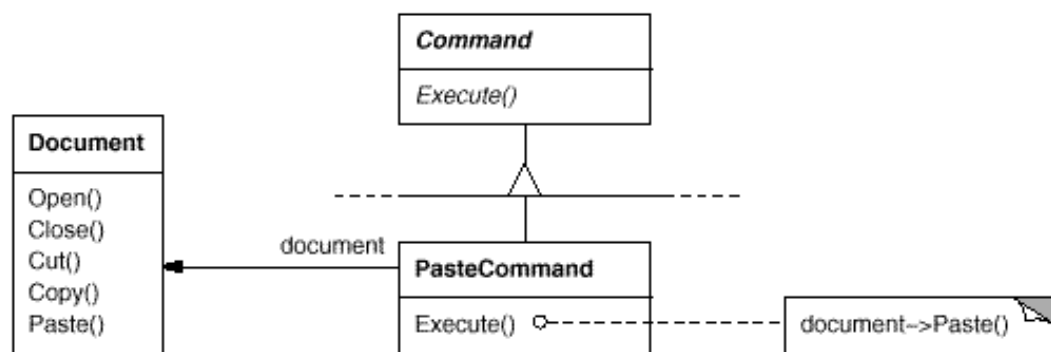 Command
Execute()
Document
Open()
Close()
Cut()
Copy()
Paste()
document
PasteCommand
Execute()
document->Paste()